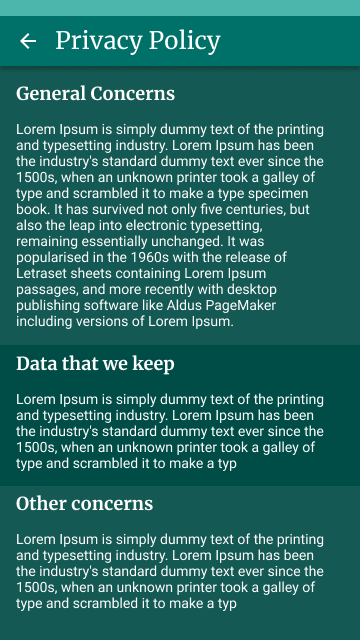 Privacy Policy
General Concerns
Lorem Ipsum is simply dummy text of the printing
and typesetting industry. Lorem Ipsum has been
the industry's standard dummy text ever since the
1500s, when an unknown printer took a galley of
type and scrambled it to make a type specimen
book. It has survived not only five centuries, but
also the leap into electronic typesetting,
remaining essentially unchanged. It was
popularised in the 1960s with the release of
Letraset sheets containing Lorem Ipsum
passages, and more recently with desktop
publishing software like Aldus PageMaker
including versions of Lorem Ipsum.
Data that we keep
Lorem Ipsum is simply dummy text of the printing
and typesetting industry. Lorem Ipsum has been
the industry's standard dummy text ever since the
1500s, when an unknown printer took a galley of
type and scrambled it to make a typ
Other concerns
Lorem Ipsum is simply dummy text of the printing
and typesetting industry. Lorem Ipsum has been
the industry's standard dummy text ever since the
1500s, when an unknown printer took a galley of
type and scrambled it to make a typ